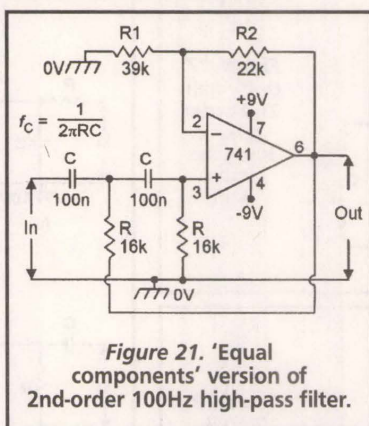 R1
R2
0V
39k
22k
+9V
fC = 1/2πRC
2
7
6
741
C
C
3
4
100n
100n
-9V
In
R
16k
R
16k
Out
0V
Figure 21. 'Equal
components' version of
2nd-order 100Hz high-pass filter.